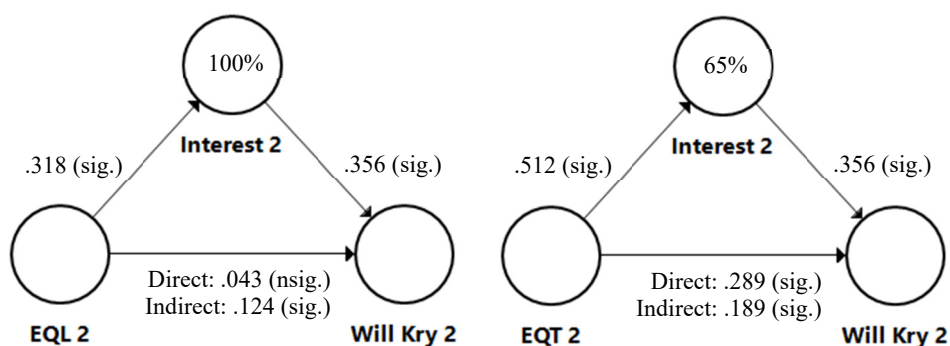 100%
Interest 2
.318 (sig.)
.356 (sig.)
Direct: .043 (nsig.)
Indirect: .124 (sig.)
EQL 2
Will Kry 2
65%
Interest 2
.512 (sig.)
.356 (sig.)
Direct: .289 (sig.)
Indirect: .189 (sig.)
EQT 2
Will Kry 2